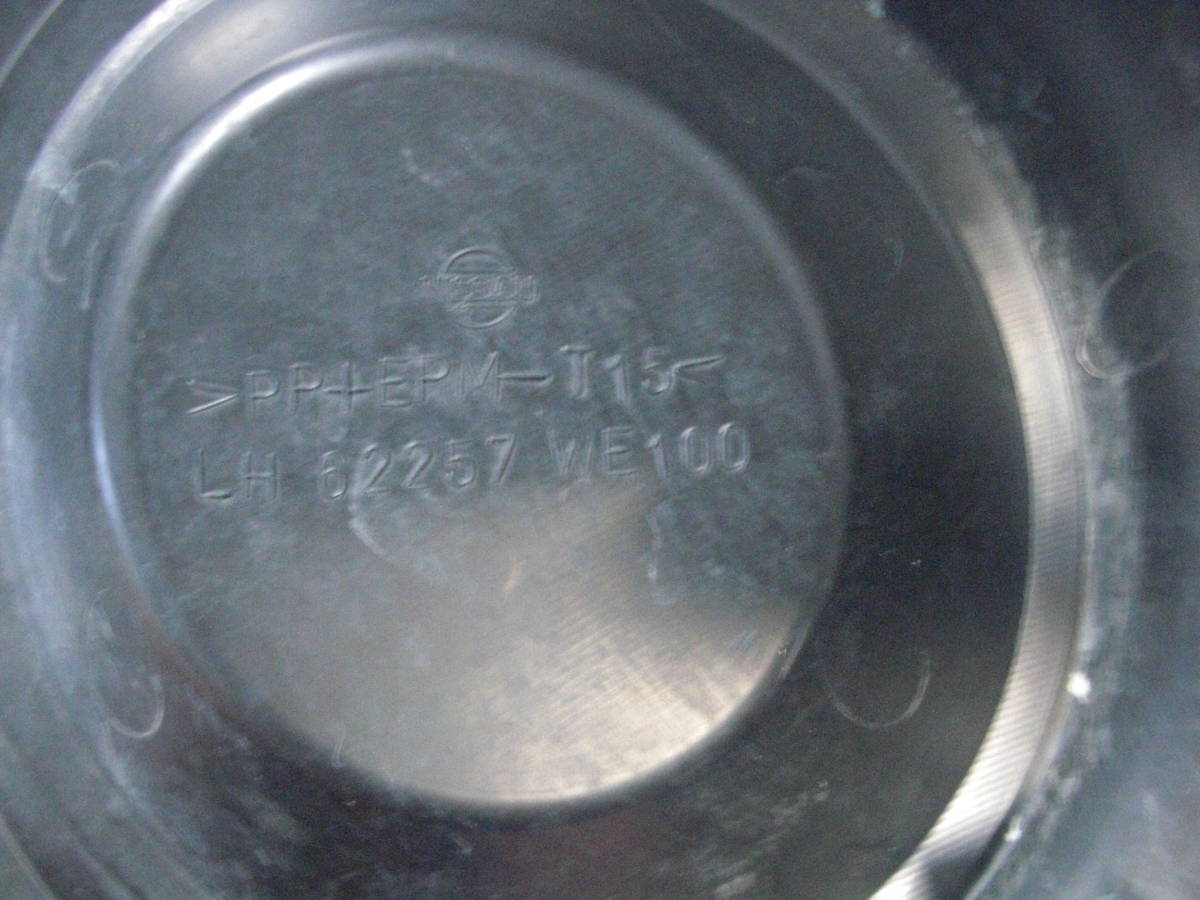 NISSAN
>PP+EPM-T15<
LH 62257 WE100